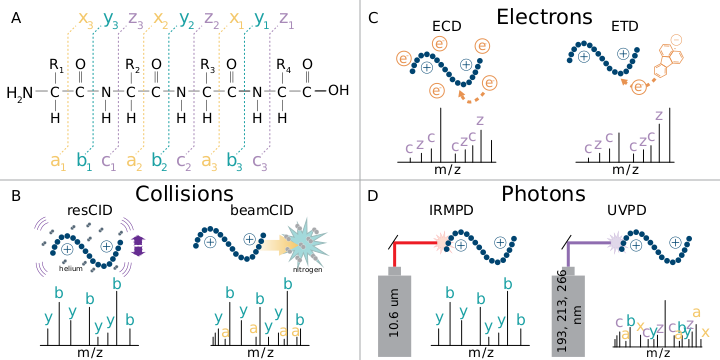 A
x3 y3 z3 x2 y2 z2 x1 y1 z1
R1 O R2 O R3 O R4 O
H2N C C N C C N C C N C C OH
H H H H H H H
a1 b1 c1 a2 b2 c2 a3 b3 c3
B
Collisions
resCID
beamCID
+
+
helium
+
+
nitrogen
y b y b y y b b
m/z
b a y a b a y a b
m/z
C
Electrons
ECD
ETD
e-
e-
e-
e-
e-
+
+
+
e-
-
c z c c z c z
m/z
c z c c z c z
m/z
D
Photons
IRMPD
UVPD
+
+
+
+
10.6 um
193, 213, 266
nm
y b y b y y b b
m/z
c a b x c y z c b y z a x
m/z